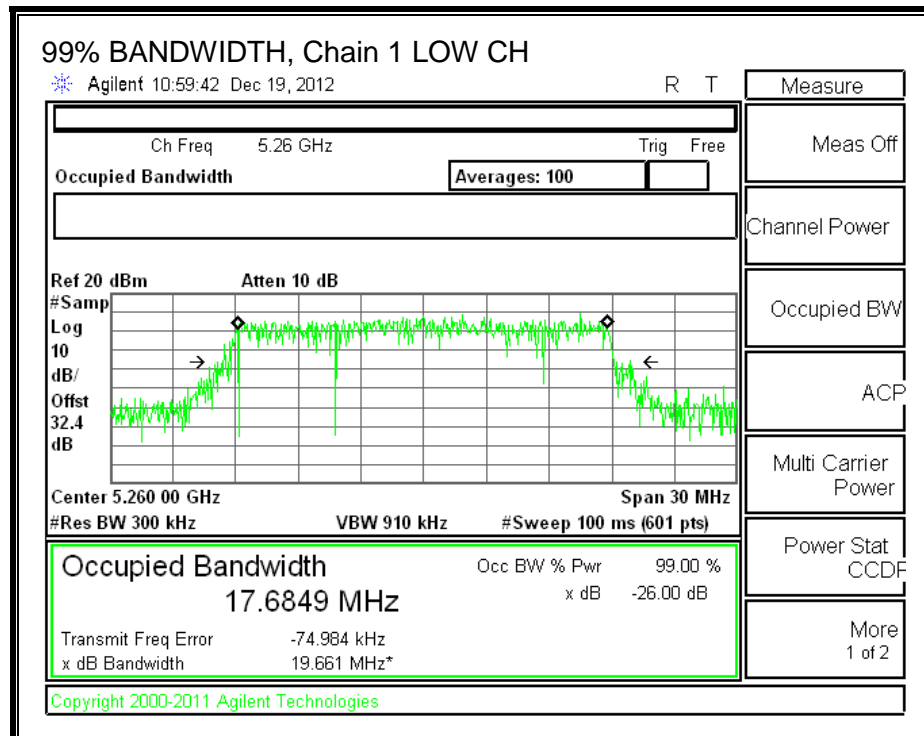 99% BANDWIDTH, Chain 1 LOW CH
Agilent 10:59:42 Dec 19, 2012 R T
Measure
Ch Freq 5.26 GHz Trig Free
Occupied Bandwidth Averages: 100
Meas Off
Channel Power
Occupied BW
ACP
Multi Carrier
Power
Power Stat
CCDF
More
1 of 2
Ref 20 dBm Atten 10 dB
#Samp
Log
10
dB/
Offst
32.4
dB
Center 5.260 00 GHz Span 30 MHz
#Res BW 300 kHz VBW 910 kHz #Sweep 100 ms (601 pts)
Occupied Bandwidth Occ BW % Pwr 99.00 %
17.6849 MHz x dB -26.00 dB
Transmit Freq Error -74.984 kHz
x dB Bandwidth 19.661 MHz*
Copyright 2000-2011 Agilent Technologies